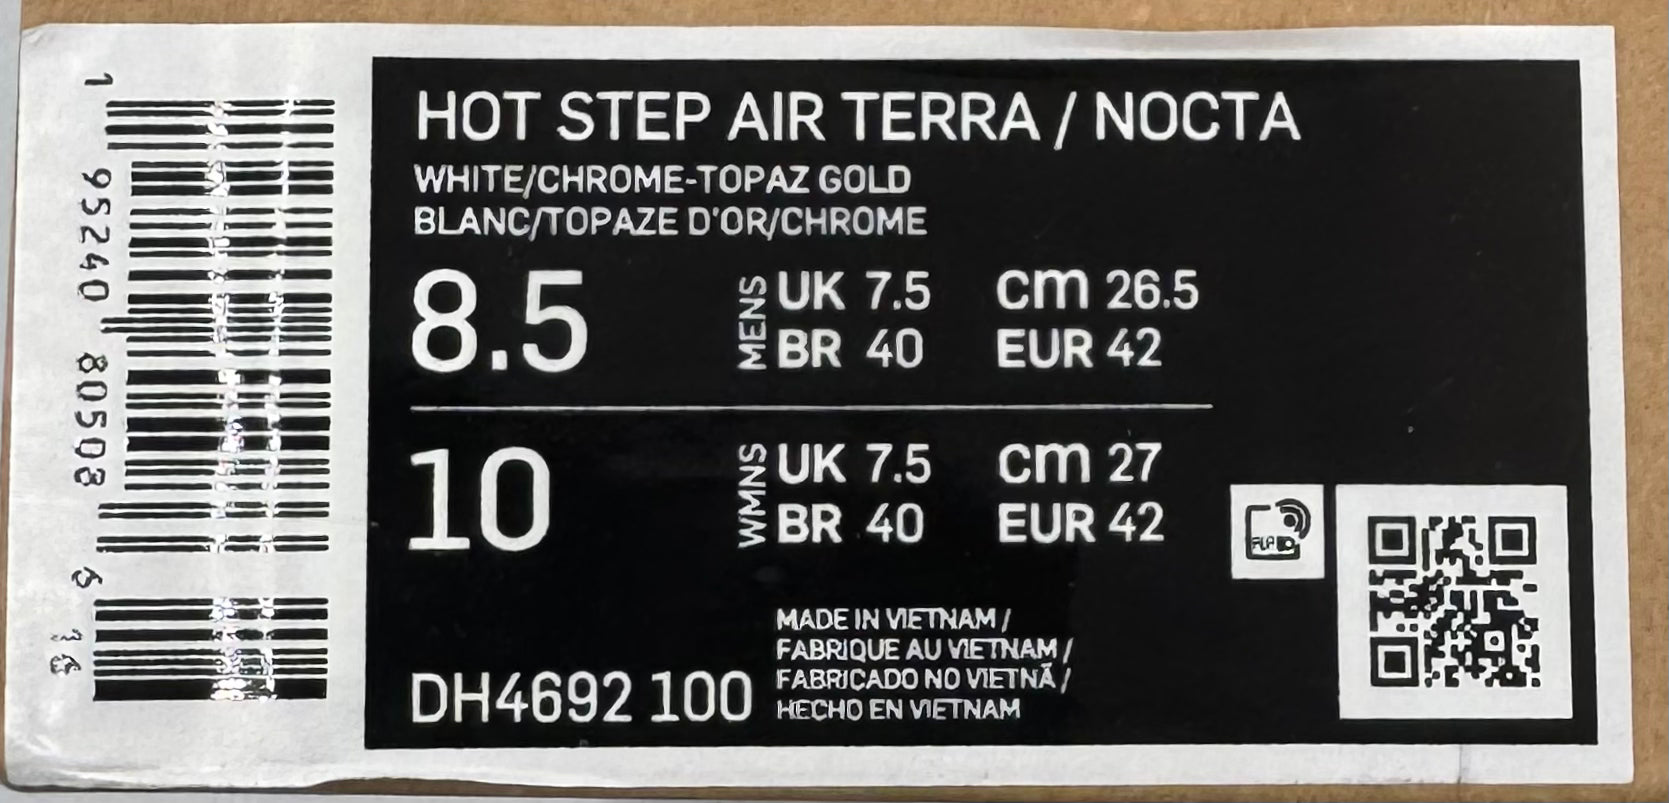 HOT STEP AIR TERRA / NOCTA
WHITE/CHROME-TOPAZ GOLD
BLANC/TOPAZE D'OR/CHROME
8.5 MENS UK 7.5 cm 26.5
BR 40 EUR 42
10 WMNS UK 7.5 cm 27
BR 40 EUR 42
DH4692 100
MADE IN VIETNAM /
FABRIQUE AU VIETNAM /
FABRICADO NO VIETNÃ /
HECHO EN VIETNAM
1 95240 80508 6